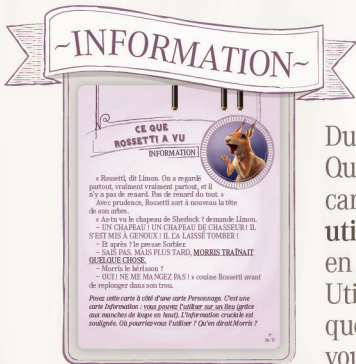 ~INFORMATION~
CE QUE
ROSSETTI A VU
INFORMATION
« Rossetti, dit Limon. On a regardé
partout, vraiment vraiment partout, et il
n'y a pas de renard. Pas de renard du tout. »
Avec prudence, Rossetti sort à nouveau la tête
de son arbre.
« As-tu vu le chapeau de Sherlock ? demande Limon.
– UN CHAPEAU ! UN CHAPEAU DE CHASSEUR ! IL
S'EST MIS À GENOUX ! IL L'A LAISSÉ TOMBER !
– Et après ? le presse Sorbier.
– SAIS PAS. MAIS PLUS TARD, MORRIS TRAÎNAIT
QUELQUE CHOSE.
– Morris le hérisson ?
– OUI ! NE ME MANGEZ PAS ! » couine Rossetti avant
de replonger dans son trou.
Posez cette carte à côté d'une carte Personnage. C'est une
carte Information : vous pouvez l'utiliser sur un lieu (grâce
aux manches de loupe en haut). L'information cruciale est
soulignée. Où pourriez-vous l'utiliser ? Qu'en dirait Morris ?
Du
Qu
car
utili
en
Util
que
vou